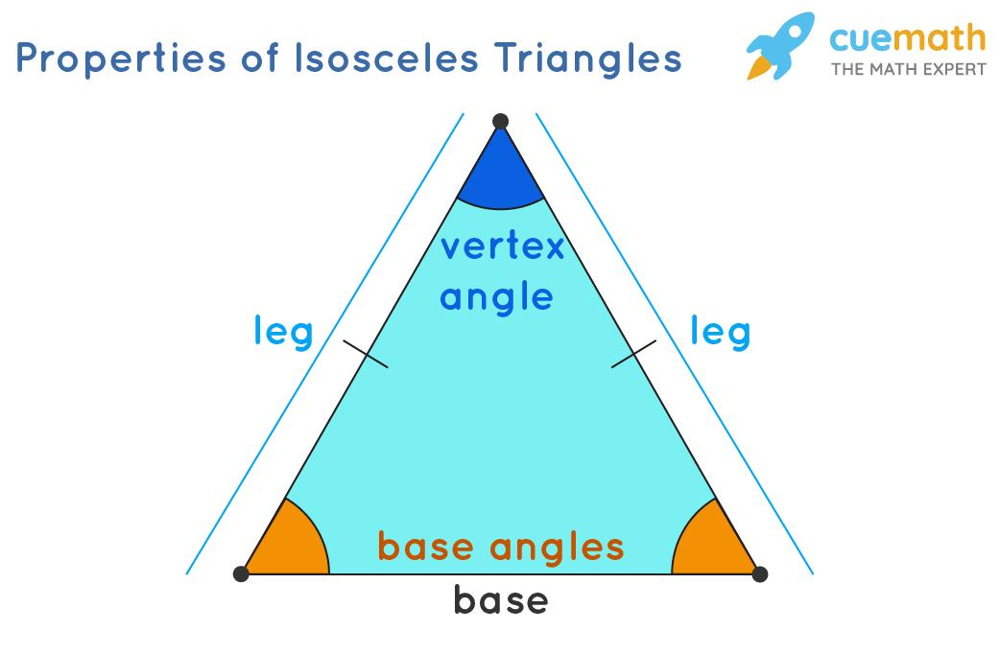 Properties of Isosceles Triangles
cuemath
THE MATH EXPERT
vertex
angle
leg
leg
base angles
base